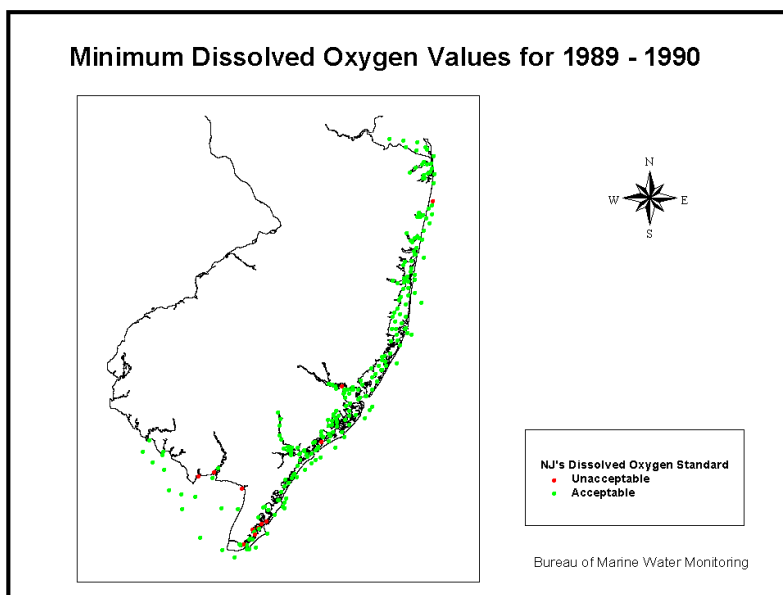 Minimum Dissolved Oxygen Values for 1989 - 1990
N
W E
S
NJ's Dissolved Oxygen Standard
Unacceptable
Acceptable
Bureau of Marine Water Monitoring